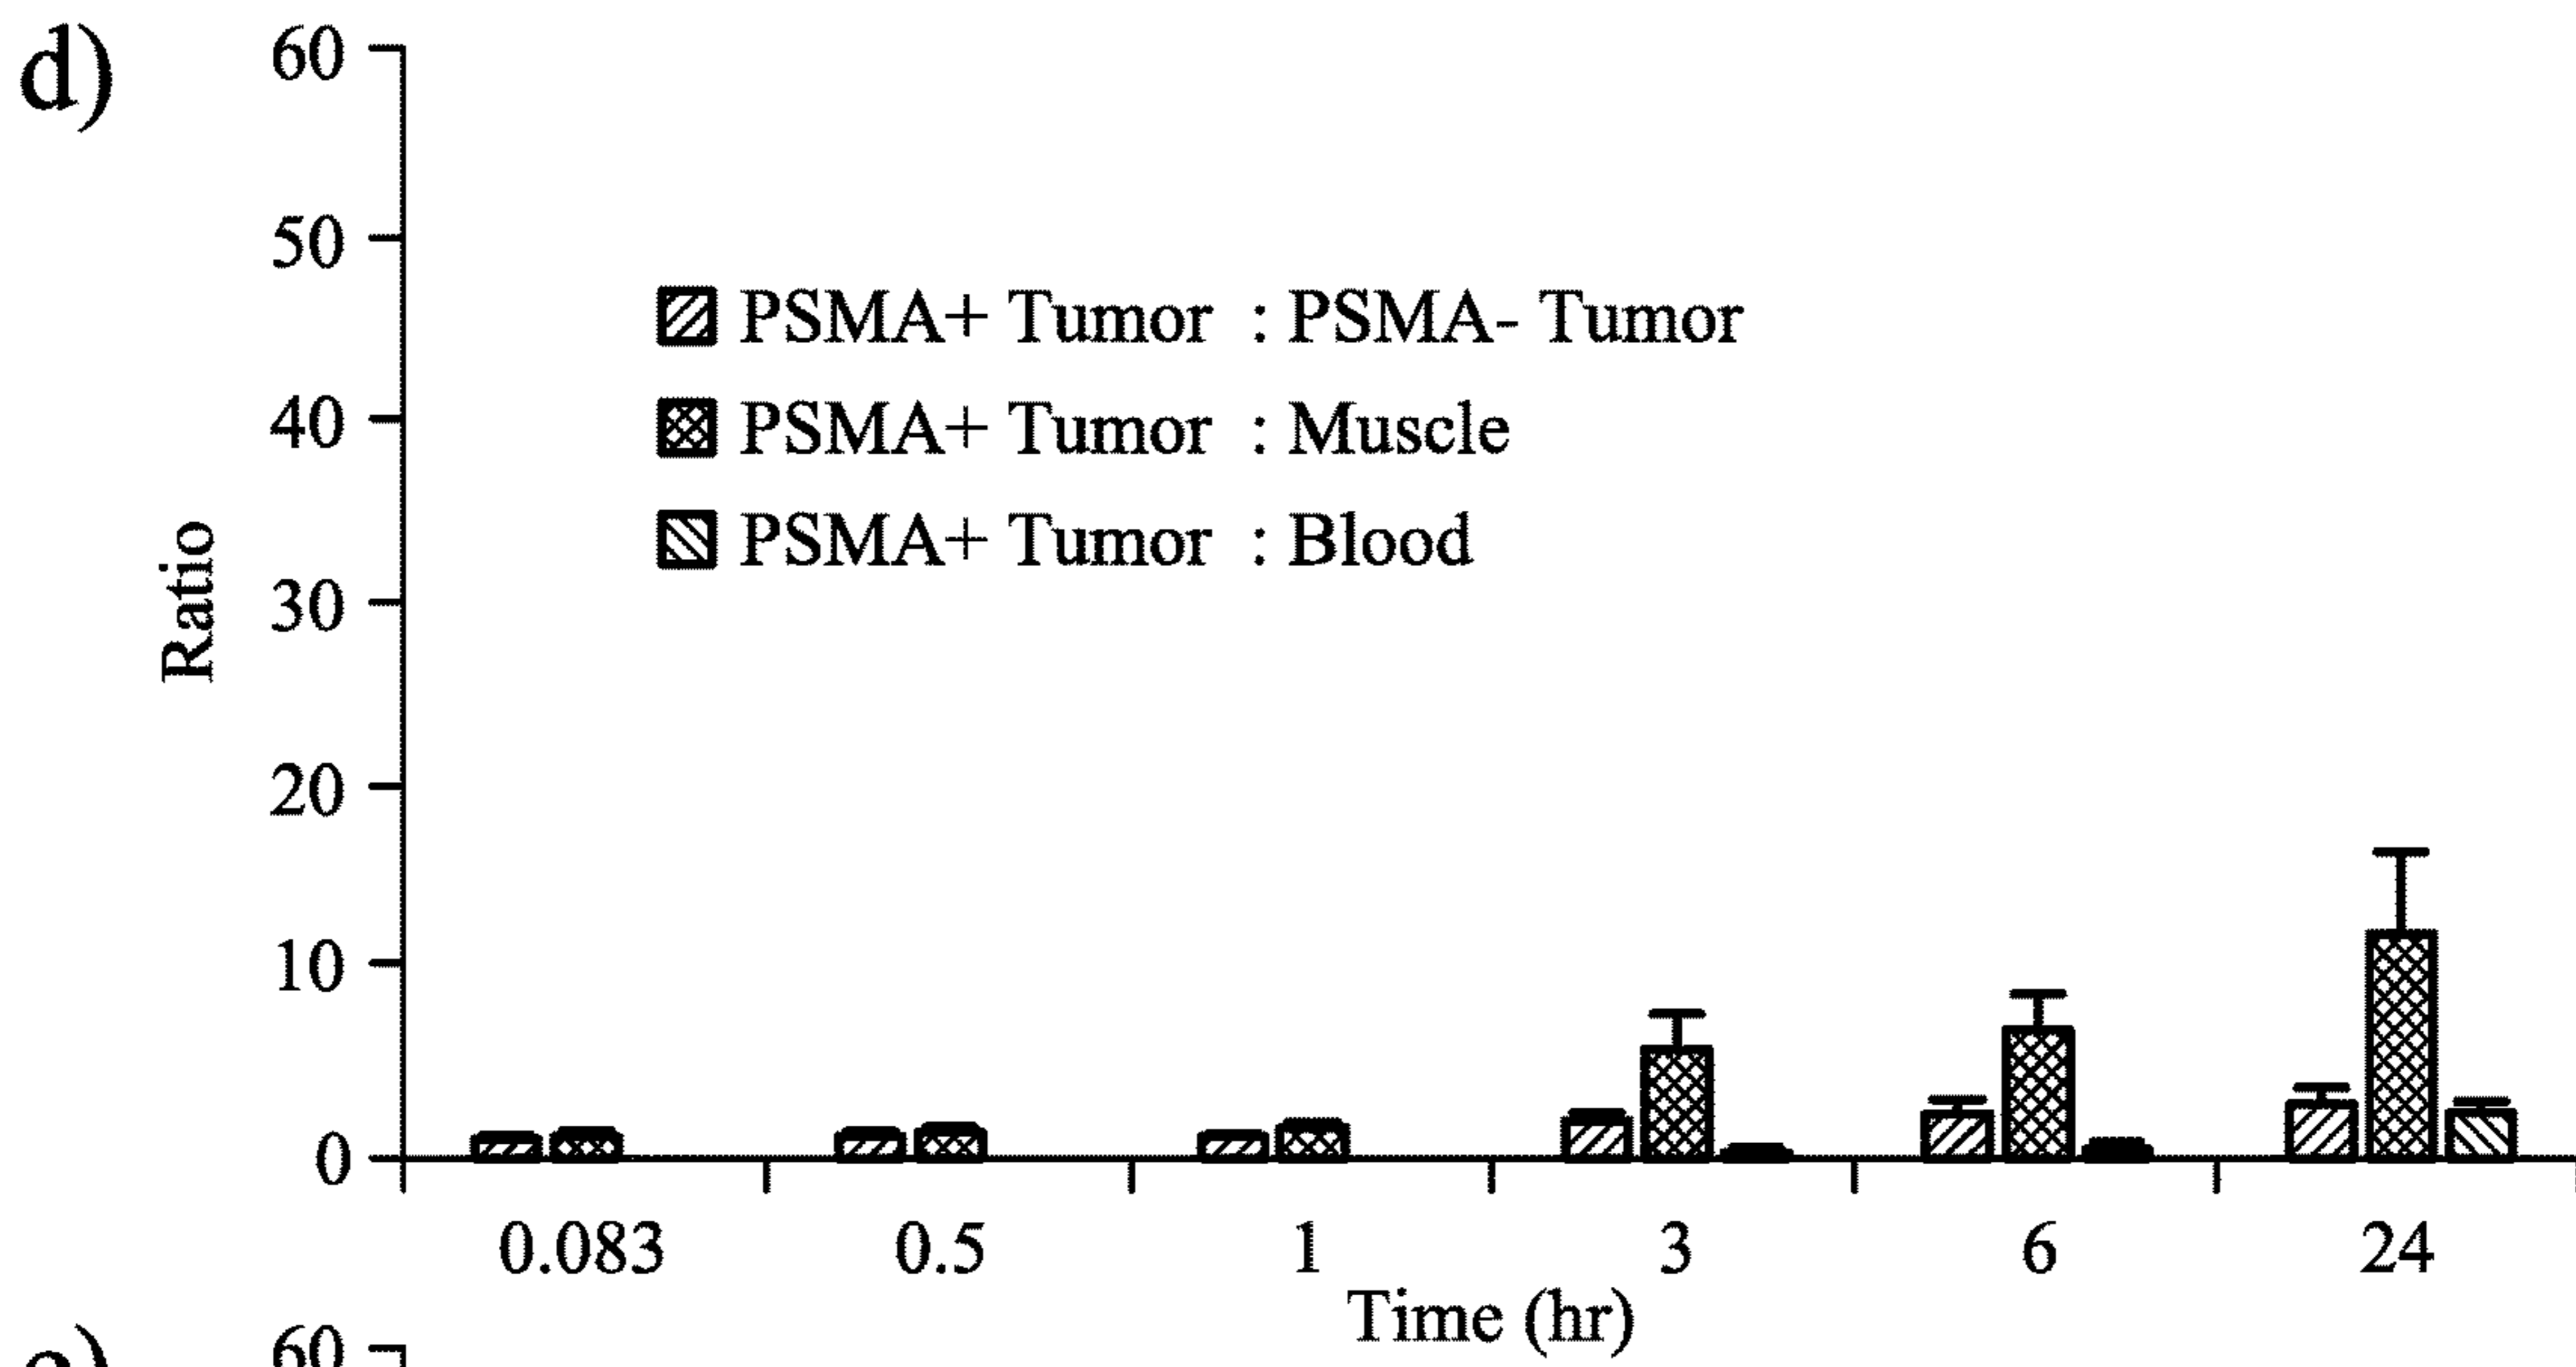 d)
60
50
40
30
20
10
0
Ratio
PSMA+ Tumor : PSMA- Tumor
PSMA+ Tumor : Muscle
PSMA+ Tumor : Blood
0.083 0.5 1 3 6 24
Time (hr)
60